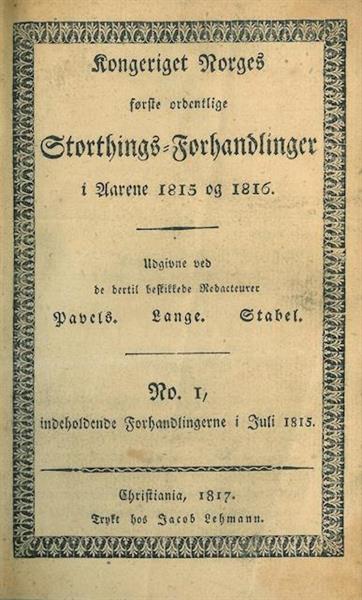 Kongeriget Norges
første ordentlige
Storthings-Forhandlinger
i Aarene 1815 og 1816.
Udgivne ved
de dertil beskikkede Redacteurer
Pavels. Lange. Stabel.
No. 1,
indeholdende Forhandlingerne i Juli 1815.
Christiania, 1817.
Trykt hos Jacob Lehmann.